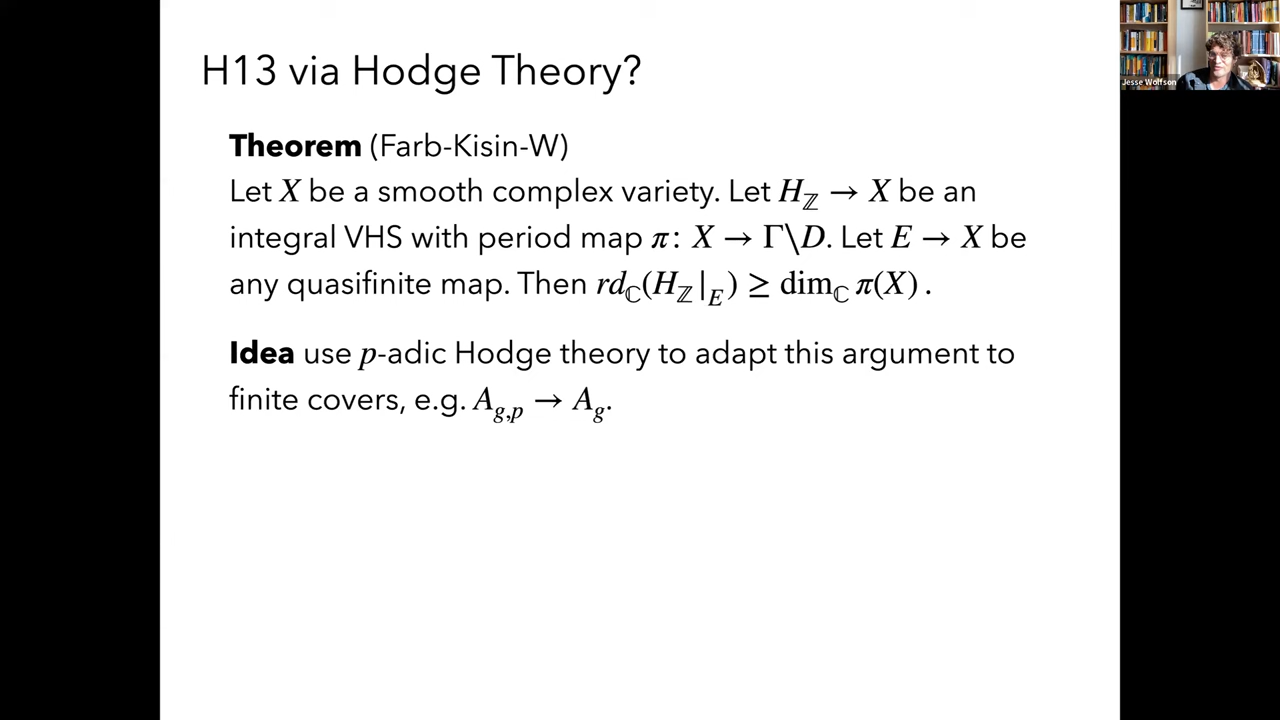 H13 via Hodge Theory?
Jesse Wolfson
Theorem (Farb-Kisin-W)
Let X be a smooth complex variety. Let H_ℤ → X be an
integral VHS with period map π: X → Γ\D. Let E → X be
any quasifinite map. Then rd_ℂ(H_ℤ|_E) ≥ dim_ℂ π(X) .
Idea use p-adic Hodge theory to adapt this argument to
finite covers, e.g. A_{g,p} → A_g.